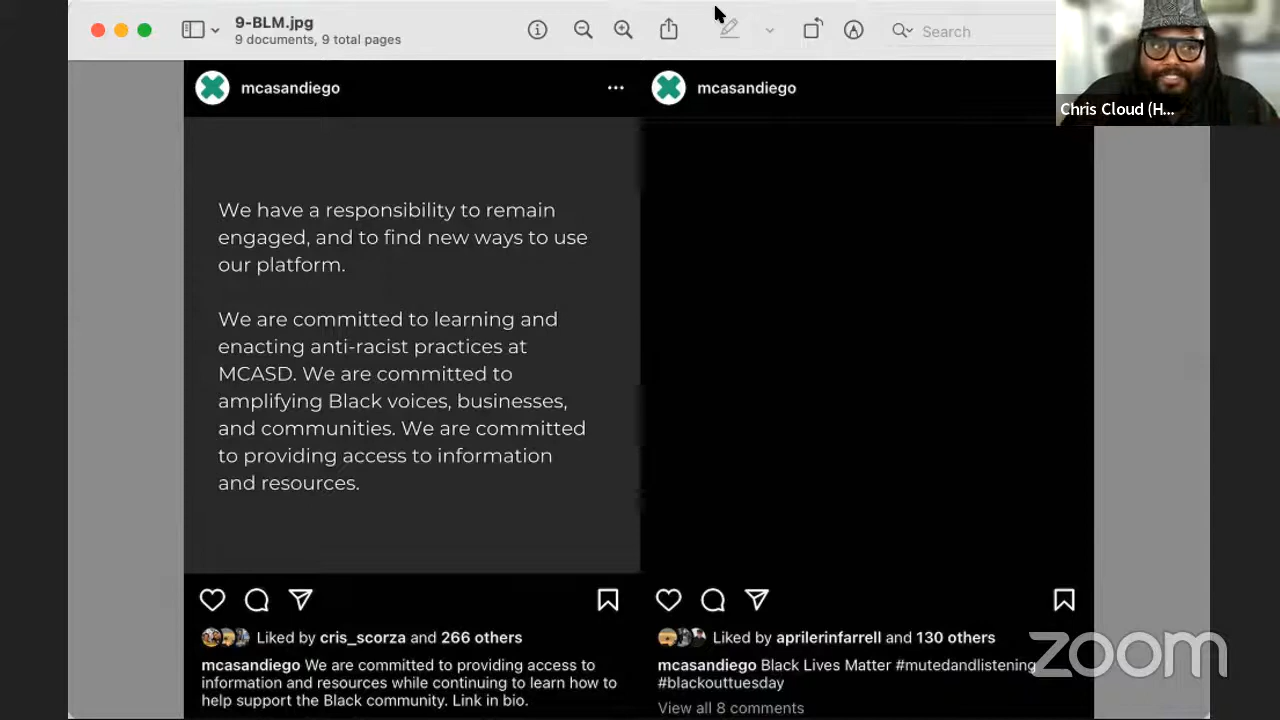 9-BLM.jpg
9 documents, 9 total pages
Search
Chris Cloud (H...
mcasandiego
We have a responsibility to remain
engaged, and to find new ways to use
our platform.
We are committed to learning and
enacting anti-racist practices at
MCASD. We are committed to
amplifying Black voices, businesses,
and communities. We are committed
to providing access to information
and resources.
Liked by cris_scorza and 266 others
mcasandiego We are committed to providing access to
information and resources while continuing to learn how to
help support the Black community. Link in bio.
mcasandiego
Liked by aprilerinfarrell and 130 others
mcasandiego Black Lives Matter #mutedandlistening
#blackouttuesday
View all 8 comments
zoom